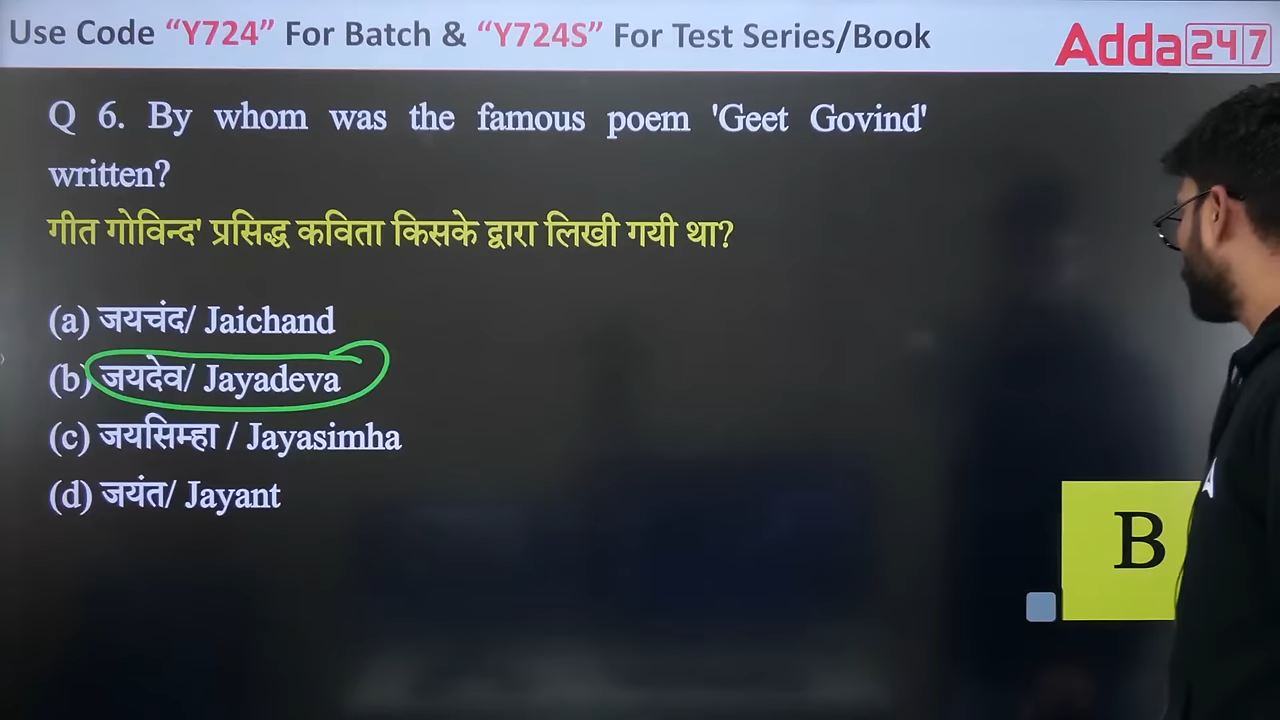 Use Code “Y724” For Batch & “Y724S” For Test Series/Book
Adda247
Q 6. By whom was the famous poem 'Geet Govind'
written?
गीत गोविन्द' प्रसिद्ध कविता किसके द्वारा लिखी गयी था?
(a) जयचंद/ Jaichand
(b) जयदेव/ Jayadeva
(c) जयसिम्हा / Jayasimha
(d) जयंत/ Jayant
B